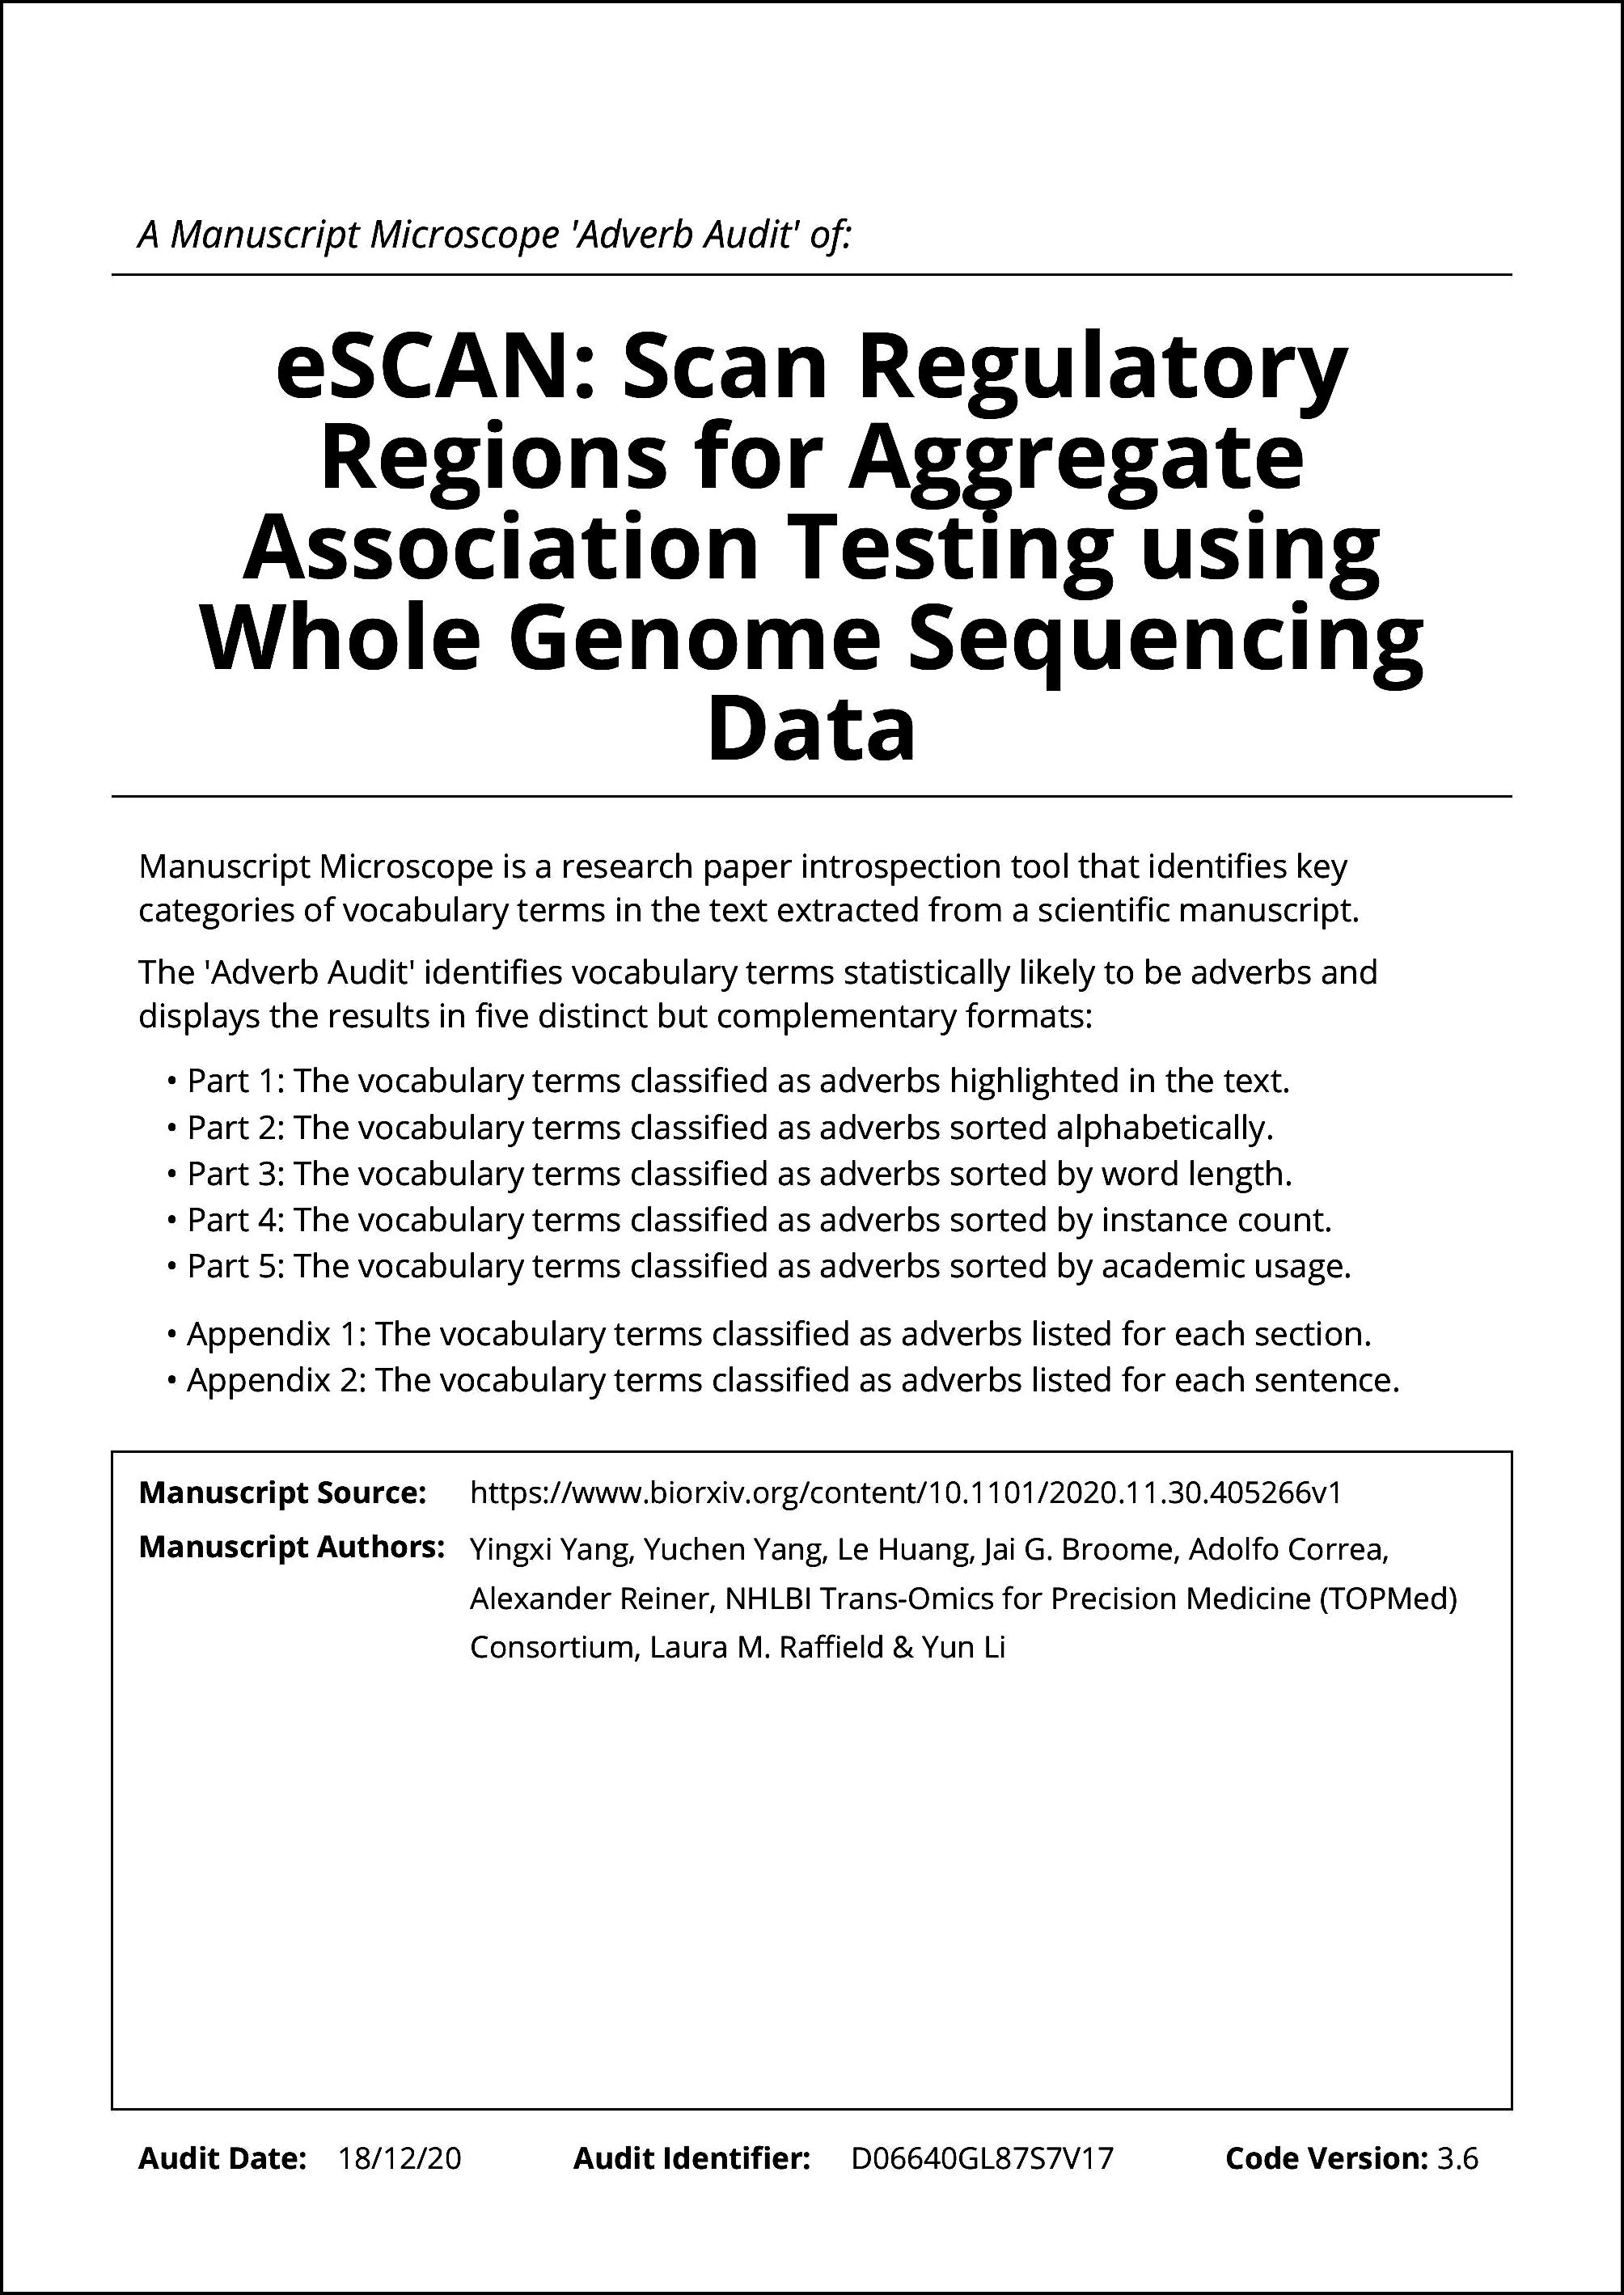 A Manuscript Microscope 'Adverb Audit' of:
eSCAN: Scan Regulatory
Regions for Aggregate
Association Testing using
Whole Genome Sequencing
Data
Manuscript Microscope is a research paper introspection tool that identifies key
categories of vocabulary terms in the text extracted from a scientific manuscript.
The 'Adverb Audit' identifies vocabulary terms statistically likely to be adverbs and
displays the results in five distinct but complementary formats:
• Part 1: The vocabulary terms classified as adverbs highlighted in the text.
• Part 2: The vocabulary terms classified as adverbs sorted alphabetically.
• Part 3: The vocabulary terms classified as adverbs sorted by word length.
• Part 4: The vocabulary terms classified as adverbs sorted by instance count.
• Part 5: The vocabulary terms classified as adverbs sorted by academic usage.
• Appendix 1: The vocabulary terms classified as adverbs listed for each section.
• Appendix 2: The vocabulary terms classified as adverbs listed for each sentence.
Manuscript Source: https://www.biorxiv.org/content/10.1101/2020.11.30.405266v1
Manuscript Authors: Yingxi Yang, Yuchen Yang, Le Huang, Jai G. Broome, Adolfo Correa,
Alexander Reiner, NHLBI Trans-Omics for Precision Medicine (TOPMed)
Consortium, Laura M. Raffield & Yun Li
Audit Date: 18/12/20 Audit Identifier: D06640GL87S7V17 Code Version: 3.6